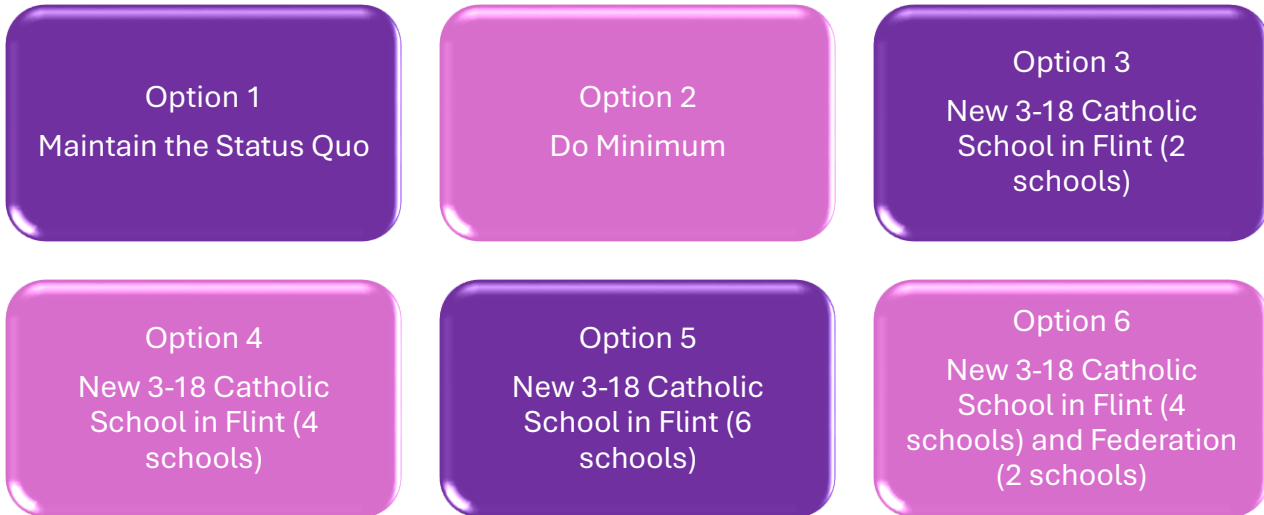 Option 1
Maintain the Status Quo
Option 2
Do Minimum
Option 3
New 3-18 Catholic
School in Flint (2
schools)
Option 4
New 3-18 Catholic
School in Flint (4
schools)
Option 5
New 3-18 Catholic
School in Flint (6
schools)
Option 6
New 3-18 Catholic
School in Flint (4
schools) and Federation
(2 schools)